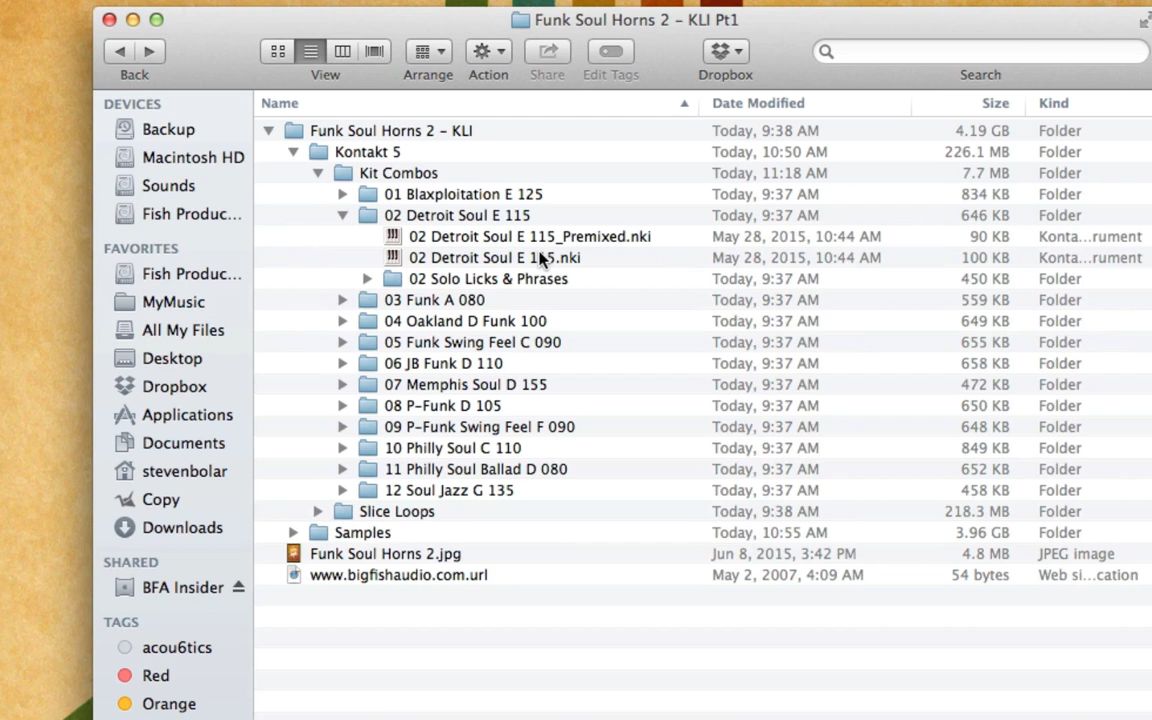 Funk Soul Horns 2 – KLI Pt1
Back View Arrange Action Share Edit Tags Dropbox Search
DEVICES
Backup
Macintosh HD
Sounds
Fish Produc...
FAVORITES
Fish Produc...
MyMusic
All My Files
Desktop
Dropbox
Applications
Documents
stevenbolar
Copy
Downloads
SHARED
BFA Insider
TAGS
acou6tics
Red
Orange
Name Date Modified Size Kind
Funk Soul Horns 2 – KLI Today, 9:38 AM 4.19 GB Folder
Kontakt 5 Today, 10:50 AM 226.1 MB Folder
Kit Combos Today, 11:18 AM 7.7 MB Folder
01 Blaxploitation E 125 Today, 9:37 AM 834 KB Folder
02 Detroit Soul E 115 Today, 9:37 AM 646 KB Folder
02 Detroit Soul E 115_Premixed.nki May 28, 2015, 10:44 AM 90 KB Konta...rument
02 Detroit Soul E 115.nki May 28, 2015, 10:44 AM 100 KB Konta...rument
02 Solo Licks & Phrases Today, 9:37 AM 450 KB Folder
03 Funk A 080 Today, 9:37 AM 559 KB Folder
04 Oakland D Funk 100 Today, 9:37 AM 649 KB Folder
05 Funk Swing Feel C 090 Today, 9:37 AM 655 KB Folder
06 JB Funk D 110 Today, 9:37 AM 658 KB Folder
07 Memphis Soul D 155 Today, 9:37 AM 472 KB Folder
08 P-Funk D 105 Today, 9:37 AM 650 KB Folder
09 P-Funk Swing Feel F 090 Today, 9:37 AM 648 KB Folder
10 Philly Soul C 110 Today, 9:37 AM 849 KB Folder
11 Philly Soul Ballad D 080 Today, 9:37 AM 652 KB Folder
12 Soul Jazz G 135 Today, 9:37 AM 458 KB Folder
Slice Loops Today, 9:38 AM 218.3 MB Folder
Samples Today, 10:55 AM 3.96 GB Folder
Funk Soul Horns 2.jpg Jun 8, 2015, 3:42 PM 4.8 MB JPEG image
www.bigfishaudio.com.url May 2, 2007, 4:09 AM 54 bytes Web si...cation